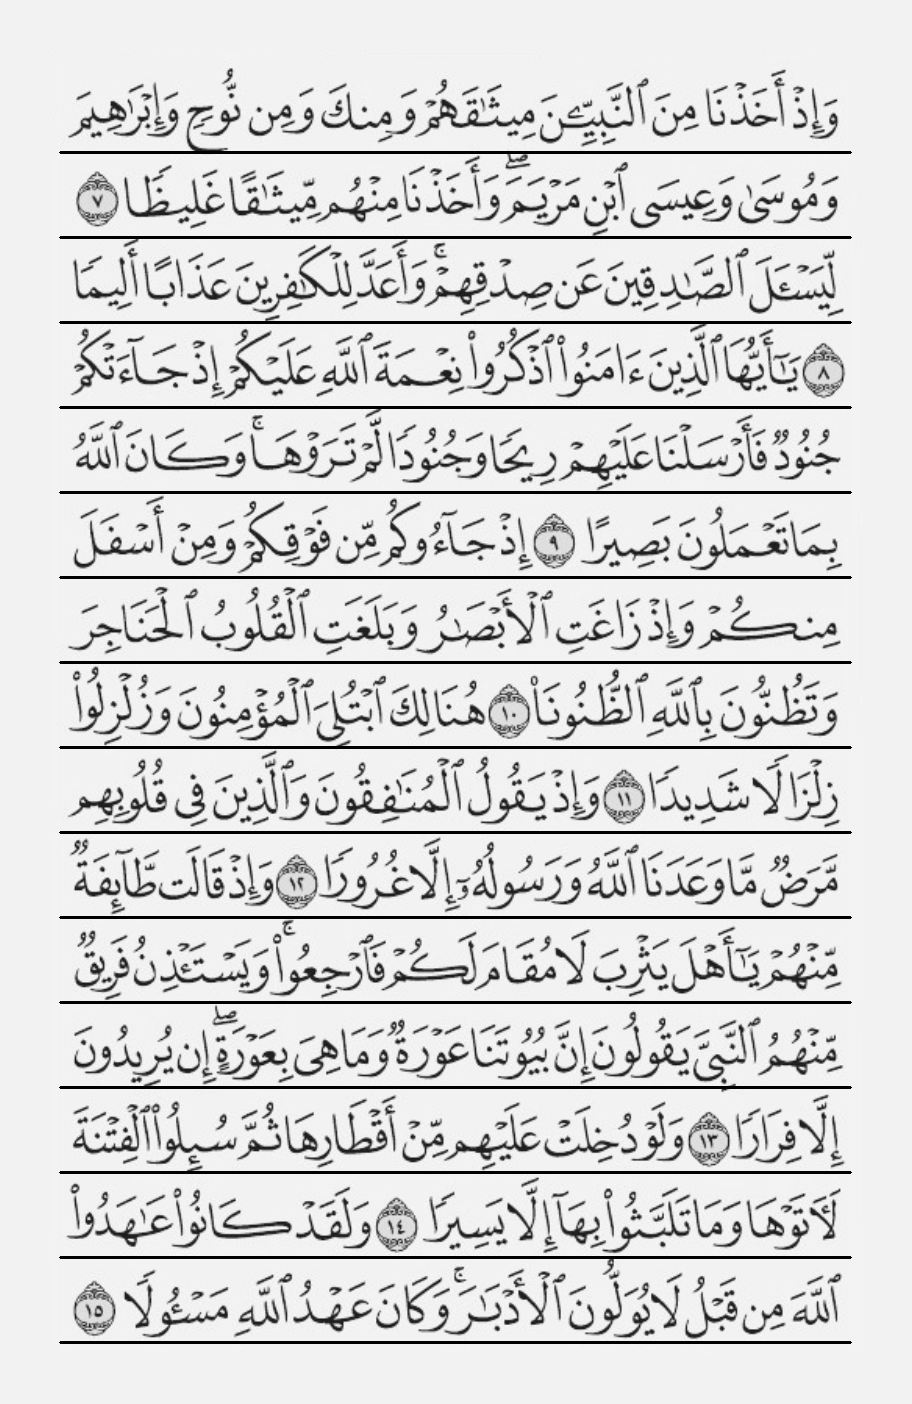 وَإِذْ أَخَذْنَا مِنَ ٱلنَّبِيِّـۧنَ مِيثَـٰقَهُمْ وَمِنكَ وَمِن نُّوحٍ وَإِبْرَٰهِيمَ
وَمُوسَىٰ وَعِيسَى ٱبْنِ مَرْيَمَ ۖ وَأَخَذْنَا مِنْهُم مِّيثَـٰقًا غَلِيظًا ٧
لِّيَسْـَٔلَ ٱلصَّـٰدِقِينَ عَن صِدْقِهِمْ ۚ وَأَعَدَّ لِلْكَـٰفِرِينَ عَذَابًا أَلِيمًا
٨ يَـٰٓأَيُّهَا ٱلَّذِينَ ءَامَنُوا۟ ٱذْكُرُوا۟ نِعْمَةَ ٱللَّهِ عَلَيْكُمْ إِذْ جَآءَتْكُمْ
جُنُودٌ فَأَرْسَلْنَا عَلَيْهِمْ رِيحًا وَجُنُودًا لَّمْ تَرَوْهَا ۚ وَكَانَ ٱللَّهُ
بِمَا تَعْمَلُونَ بَصِيرًا ٩ إِذْ جَآءُوكُم مِّن فَوْقِكُمْ وَمِنْ أَسْفَلَ
مِنكُمْ وَإِذْ زَاغَتِ ٱلْأَبْصَـٰرُ وَبَلَغَتِ ٱلْقُلُوبُ ٱلْحَنَاجِرَ
وَتَظُنُّونَ بِٱللَّهِ ٱلظُّنُونَا۠ ١٠ هُنَالِكَ ٱبْتُلِىَ ٱلْمُؤْمِنُونَ وَزُلْزِلُوا۟
زِلْزَالًا شَدِيدًا ١١ وَإِذْ يَقُولُ ٱلْمُنَـٰفِقُونَ وَٱلَّذِينَ فِى قُلُوبِهِم
مَّرَضٌ مَّا وَعَدَنَا ٱللَّهُ وَرَسُولُهُۥٓ إِلَّا غُرُورًا ١٢ وَإِذْ قَالَت طَّآئِفَةٌ
مِّنْهُمْ يَـٰٓأَهْلَ يَثْرِبَ لَا مُقَامَ لَكُمْ فَٱرْجِعُوا۟ ۚ وَيَسْتَـْٔذِنُ فَرِيقٌ
مِّنْهُمُ ٱلنَّبِىَّ يَقُولُونَ إِنَّ بُيُوتَنَا عَوْرَةٌ وَمَا هِىَ بِعَوْرَةٍ ۖ إِن يُرِيدُونَ
إِلَّا فِرَارًا ١٣ وَلَوْ دُخِلَتْ عَلَيْهِم مِّنْ أَقْطَارِهَا ثُمَّ سُئِلُوا۟ ٱلْفِتْنَةَ
لَـَٔاتَوْهَا وَمَا تَلَبَّثُوا۟ بِهَآ إِلَّا يَسِيرًا ١٤ وَلَقَدْ كَانُوا۟ عَـٰهَدُوا۟
ٱللَّهَ مِن قَبْلُ لَا يُوَلُّونَ ٱلْأَدْبَـٰرَ ۚ وَكَانَ عَهْدُ ٱللَّهِ مَسْـُٔولًا ١٥